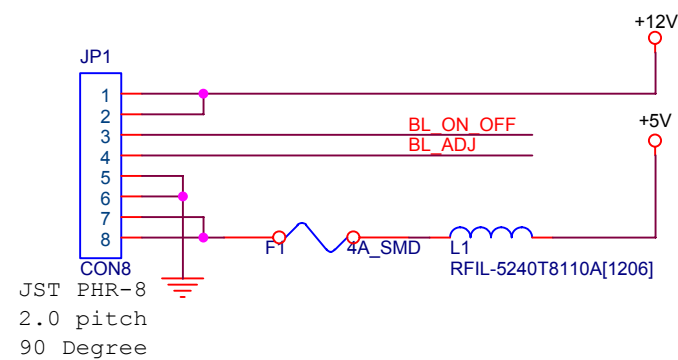 +12V
JP1
1
2
3
4
5
6
7
8
BL_ON_OFF
BL_ADJ
+5V
F1
4A_SMD
L1
CON8
RFIL-5240T8110A[1206]
JST PHR-8
2.0 pitch
90 Degree